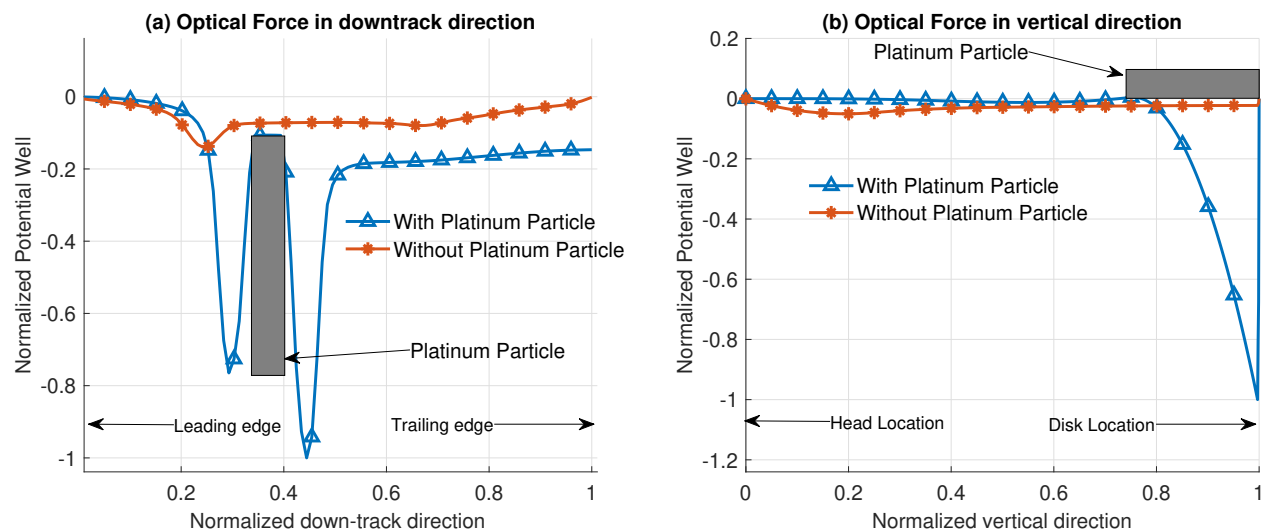 (a) Optical Force in downtrack direction
0
-0.2
-0.4
-0.6
-0.8
-1
Normalized Potential Well
With Platinum Particle
Without Platinum Particle
Platinum Particle
Leading edge
Trailing edge
0.2
0.4
0.6
0.8
1
Normalized down-track direction
(b) Optical Force in vertical direction
0.2
0
-0.2
-0.4
-0.6
-0.8
-1
-1.2
Normalized Potential Well
Platinum Particle
With Platinum Particle
Without Platinum Particle
Head Location
Disk Location
0
0.2
0.4
0.6
0.8
1
Normalized vertical direction